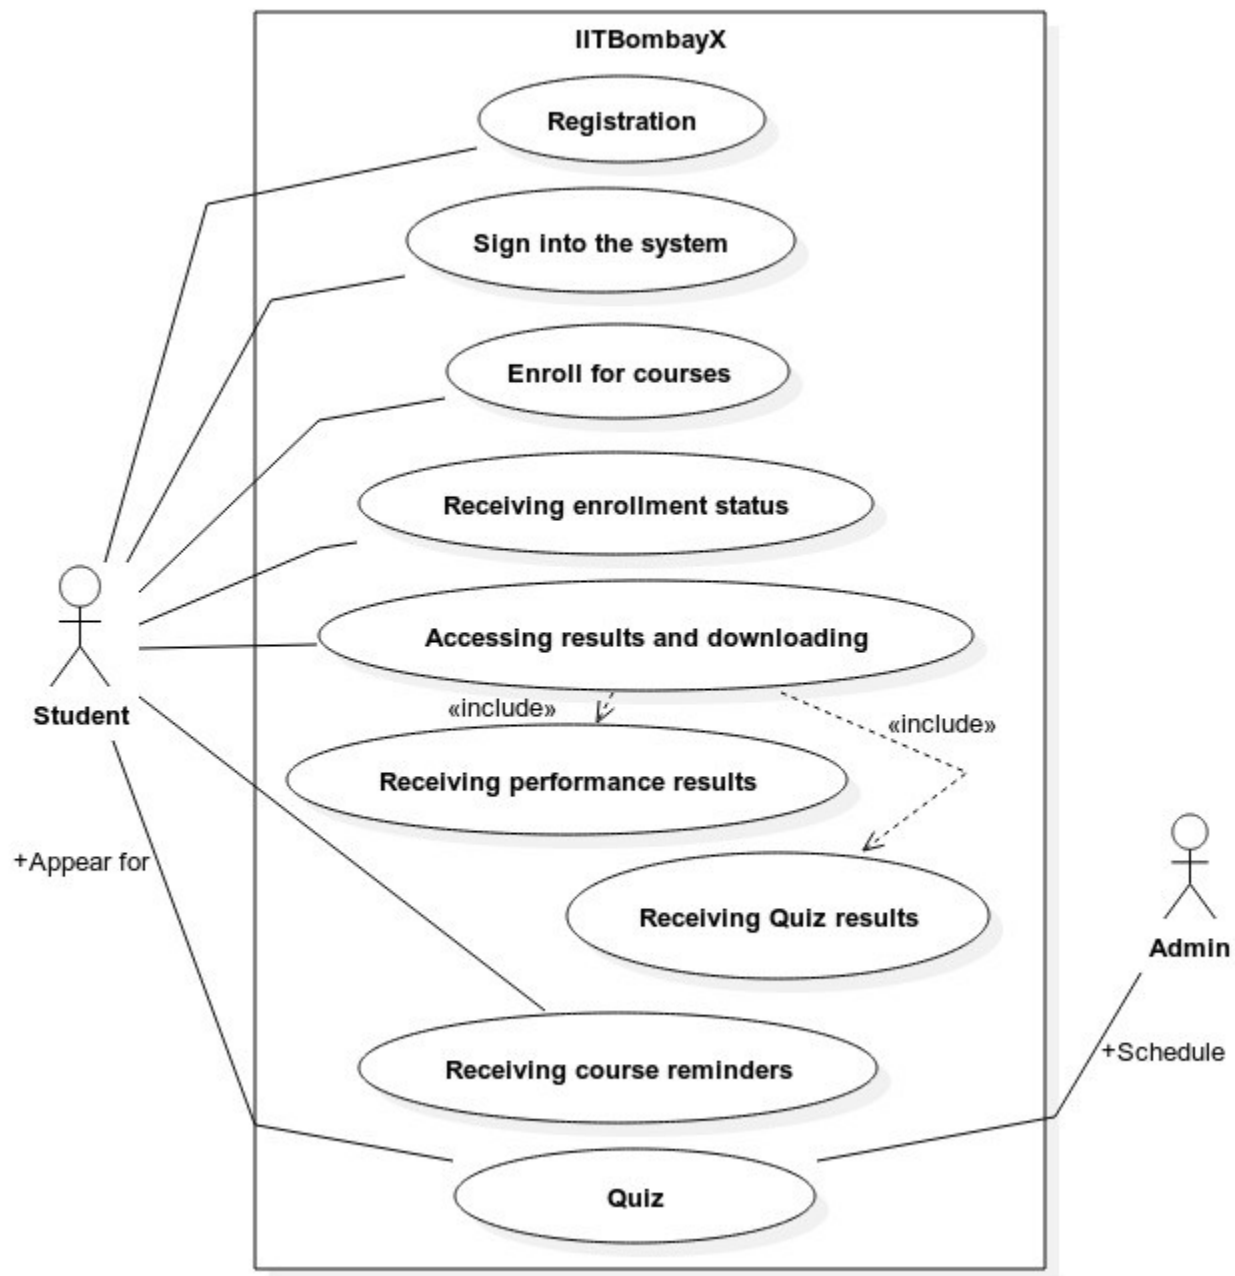 IITBombayX
Registration
Sign into the system
Enroll for courses
Receiving enrollment status
Accessing results and downloading
«include»
«include»
Student
Receiving performance results
+Appear for
Receiving Quiz results
Admin
+Schedule
Receiving course reminders
Quiz